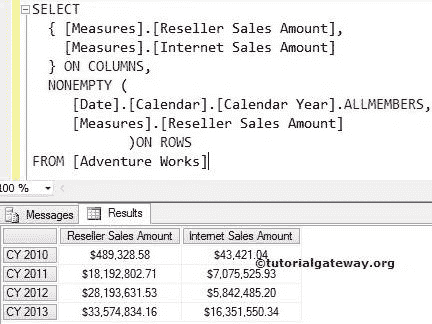 SELECT
{ [Measures].[Reseller Sales Amount],
[Measures].[Internet Sales Amount]
} ON COLUMNS,
NONEMPTY (
[Date].[Calendar].[Calendar Year].ALLMEMBERS,
[Measures].[Reseller Sales Amount]
)ON ROWS
FROM [Adventure Works]
100 %
Messages Results
Reseller Sales Amount Internet Sales Amount
CY 2010 $489,328.58 $43,421.04
©tutorialgateway.org
CY 2011 $18,192,802.71 $7,075,525.93
CY 2012 $28,193,631.53 $5,842,485.20
CY 2013 $33,574,834.16 $16,351,550.34